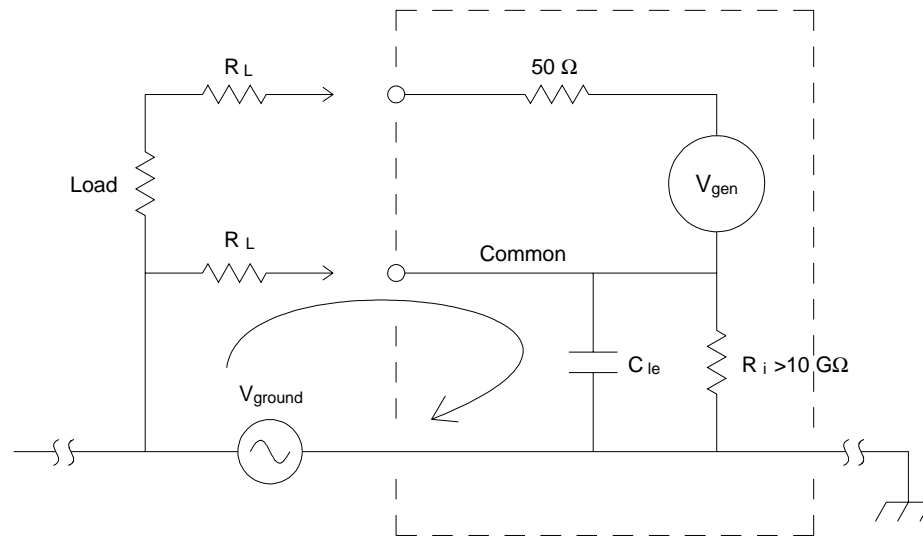 R L
50 Ω
Load
V gen
R L
Common
C le
R i >10 GΩ
V ground